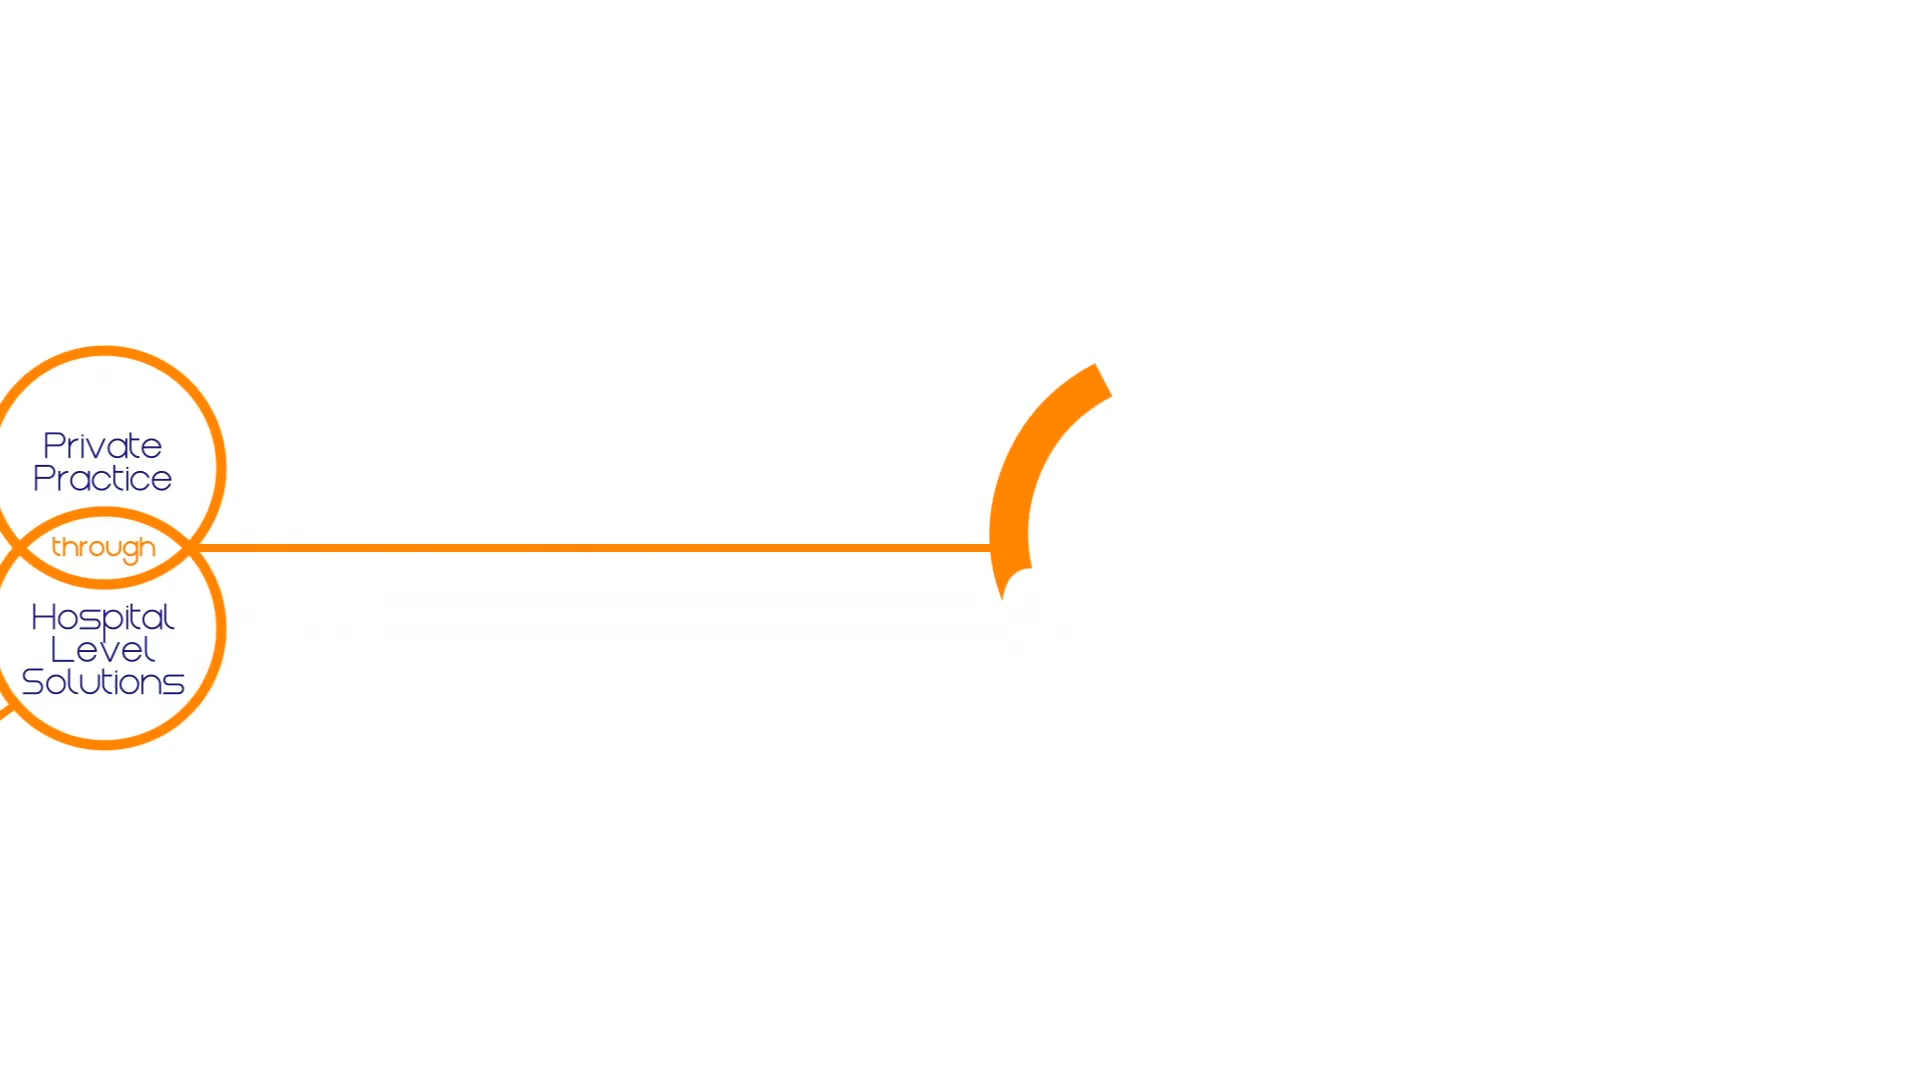 Private
Practice
through
Hospital
Level
Solutions